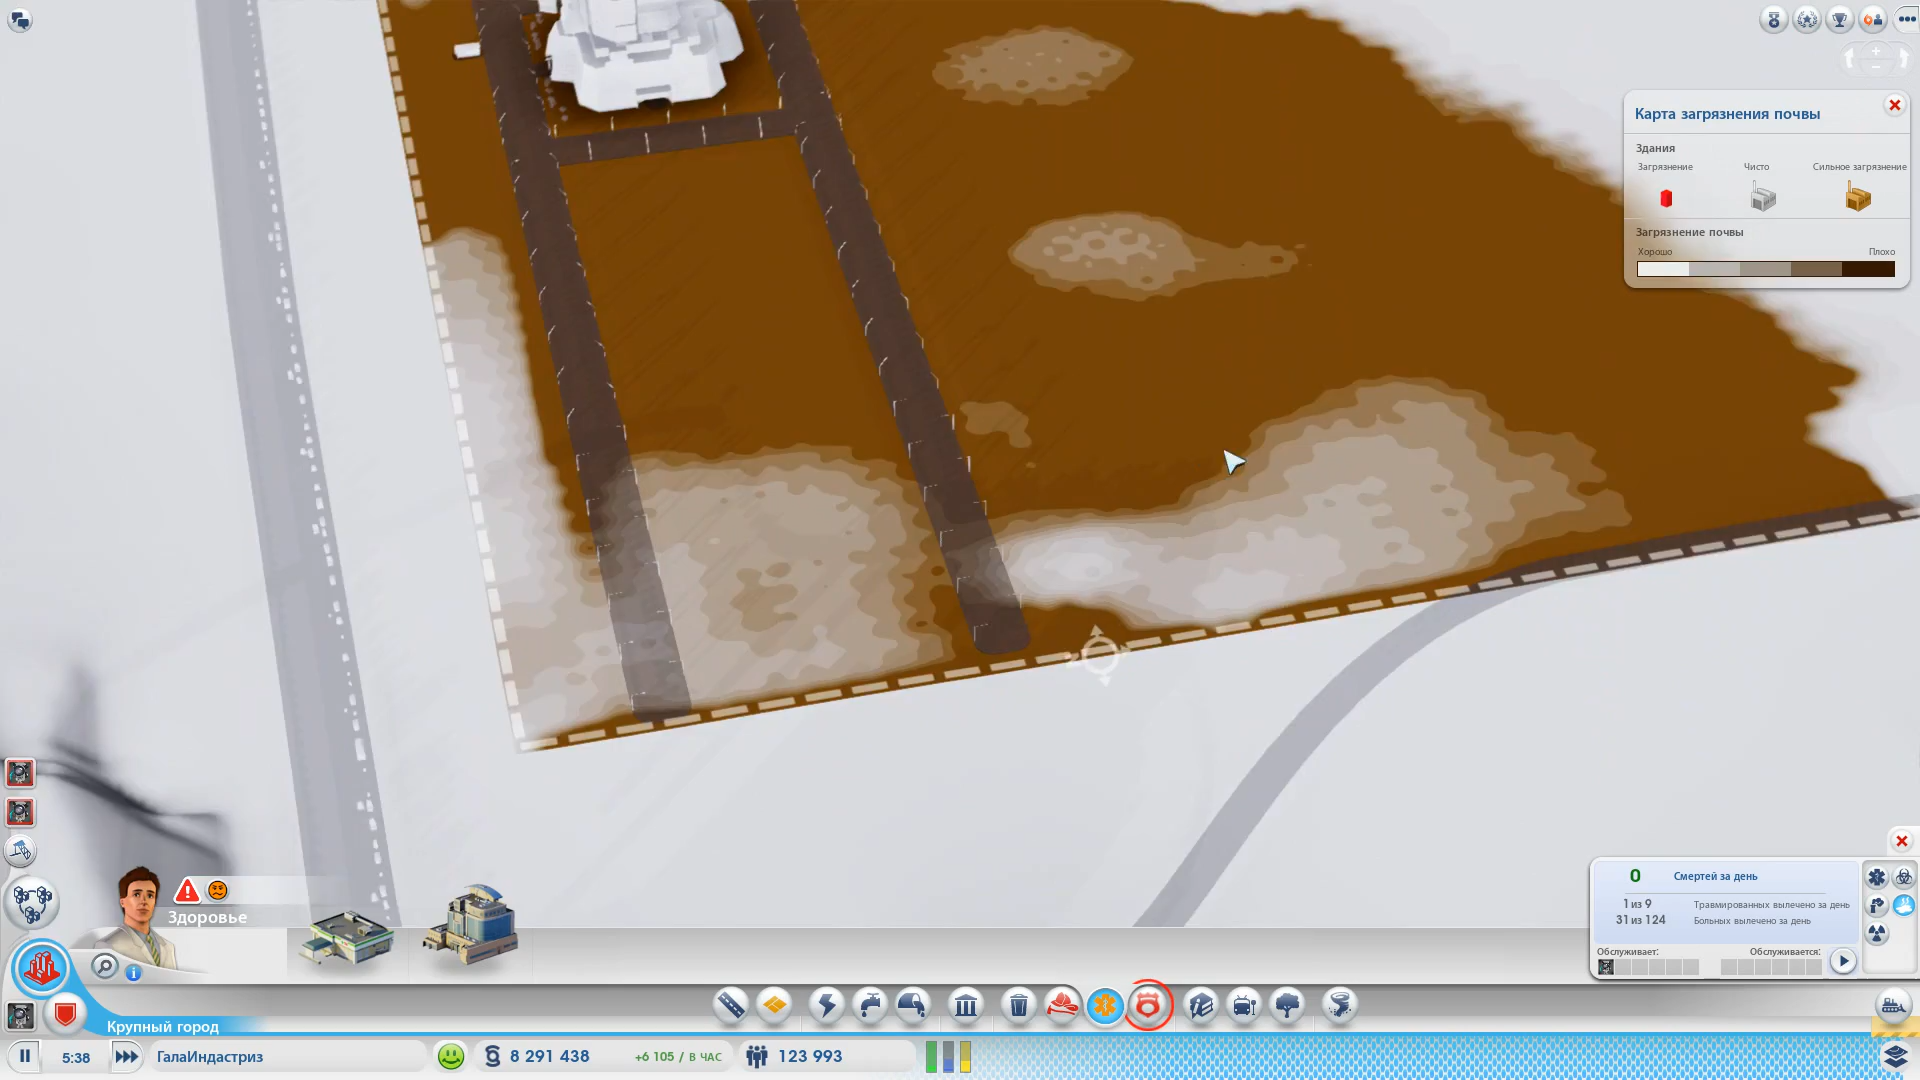 Карта загрязнения почвы
Здания
Загрязнение
Чисто
Сильное загрязнение
Загрязнение почвы
Хорошо
Плохо
0 Смертей за день
1 из 9 Травмированных вылечено за день
31 из 124 Больных вылечено за день
Обслуживает:
Обслуживается:
Здоровье
Крупный город
5:38
ГалаИндастриз
8 291 438
+6 105 / В ЧАС
123 993